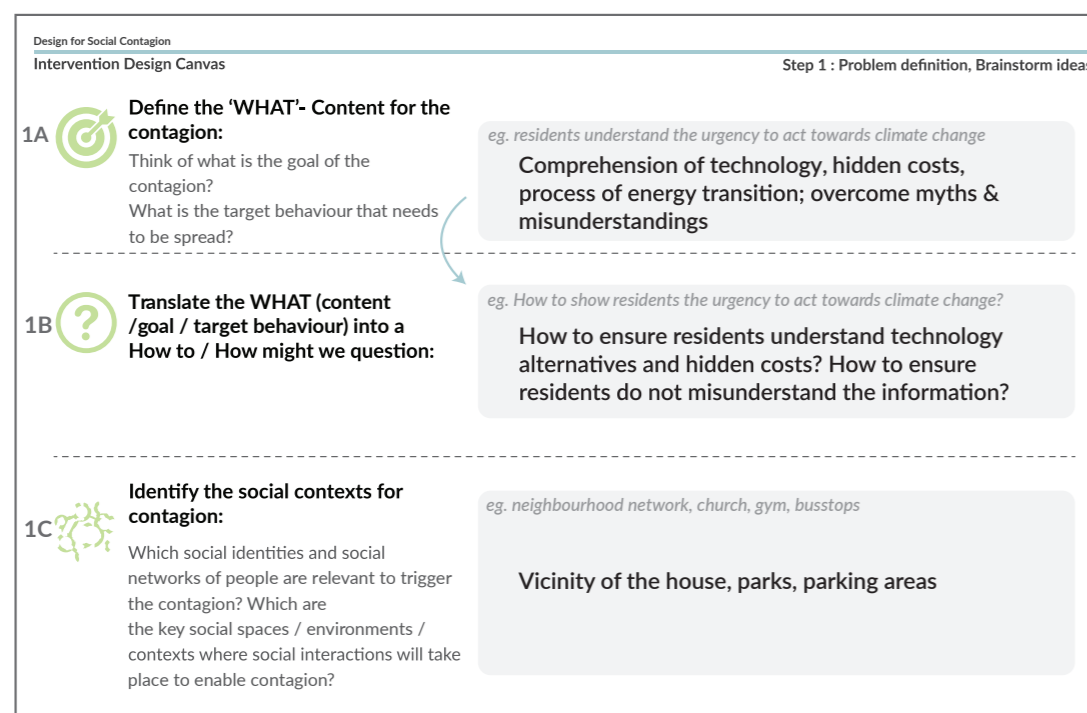 Design for Social Contagion
Intervention Design Canvas
Step 1 : Problem definition, Brainstorm ideas
1A
Define the ‘WHAT’- Content for the
contagion:
Think of what is the goal of the
contagion?
What is the target behaviour that needs
to be spread?
eg. residents understand the urgency to act towards climate change
Comprehension of technology, hidden costs,
process of energy transition; overcome myths &
misunderstandings
1B
?
Translate the WHAT (content
/goal / target behaviour) into a
How to / How might we question:
eg. How to show residents the urgency to act towards climate change?
How to ensure residents understand technology
alternatives and hidden costs? How to ensure
residents do not misunderstand the information?
1C
Identify the social contexts for
contagion:
Which social identities and social
networks of people are relevant to trigger
the contagion? Which are
the key social spaces / environments /
contexts where social interactions will take
place to enable contagion?
eg. neighbourhood network, church, gym, busstops
Vicinity of the house, parks, parking areas